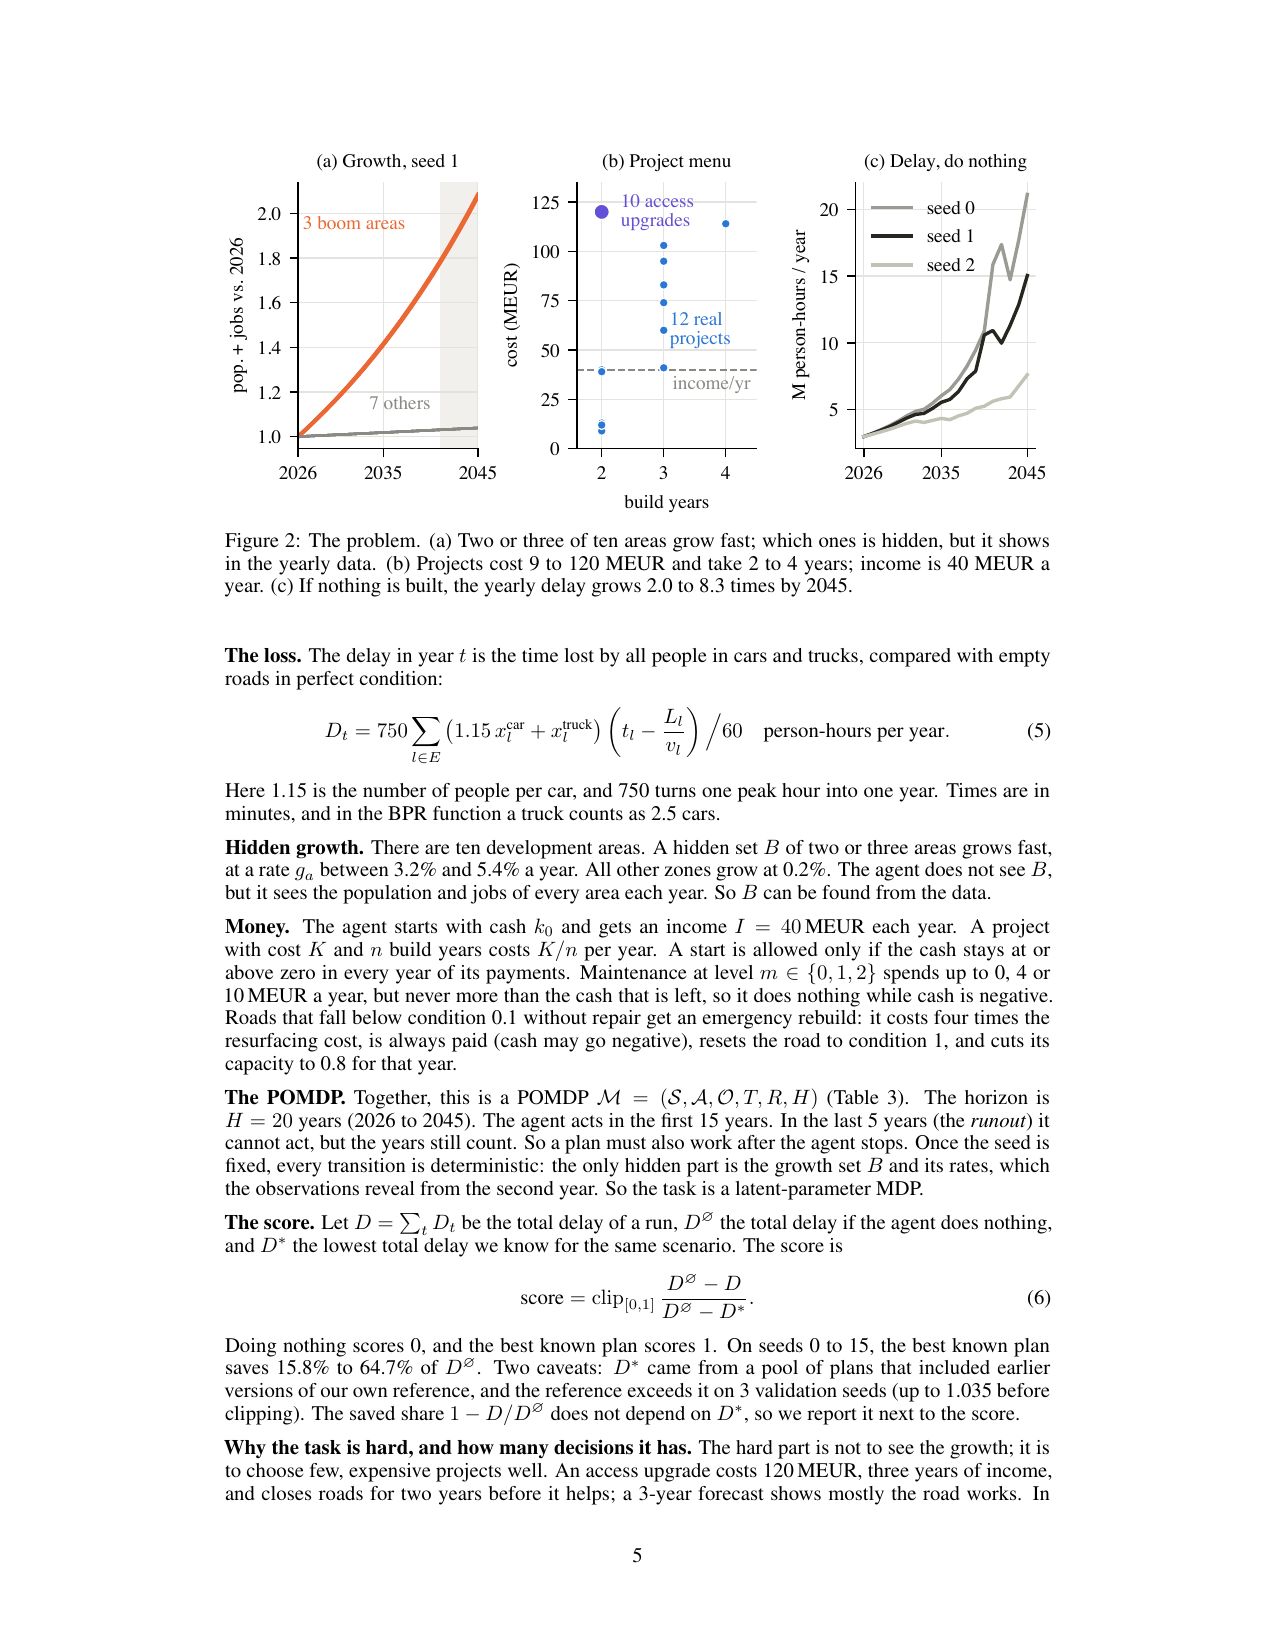 (a) Growth, seed 1
pop. + jobs vs. 2026
2.0
1.8
1.6
1.4
1.2
1.0
3 boom areas
7 others
2026
2035
2045
(b) Project menu
cost (MEUR)
125
100
75
50
25
0
10 access
upgrades
12 real
projects
income/yr
2
3
4
build years
(c) Delay, do nothing
M person-hours / year
20
15
10
5
seed 0
seed 1
seed 2
2026
2035
2045
Figure 2: The problem. (a) Two or three of ten areas grow fast; which ones is hidden, but it shows
in the yearly data. (b) Projects cost 9 to 120 MEUR and take 2 to 4 years; income is 40 MEUR a
year. (c) If nothing is built, the yearly delay grows 2.0 to 8.3 times by 2045.
The loss. The delay in year t is the time lost by all people in cars and trucks, compared with empty
roads in perfect condition:
D_t = 750 ∑_{l∈E} (1.15 x_l^car + x_l^truck) (t_l − L_l/v_l) / 60 person-hours per year. (5)
Here 1.15 is the number of people per car, and 750 turns one peak hour into one year. Times are in
minutes, and in the BPR function a truck counts as 2.5 cars.
Hidden growth. There are ten development areas. A hidden set B of two or three areas grows fast,
at a rate g_a between 3.2% and 5.4% a year. All other zones grow at 0.2%. The agent does not see B,
but it sees the population and jobs of every area each year. So B can be found from the data.
Money. The agent starts with cash k_0 and gets an income I = 40 MEUR each year. A project
with cost K and n build years costs K/n per year. A start is allowed only if the cash stays at or
above zero in every year of its payments. Maintenance at level m ∈ {0, 1, 2} spends up to 0, 4 or
10 MEUR a year, but never more than the cash that is left, so it does nothing while cash is negative.
Roads that fall below condition 0.1 without repair get an emergency rebuild: it costs four times the
resurfacing cost, is always paid (cash may go negative), resets the road to condition 1, and cuts its
capacity to 0.8 for that year.
The POMDP. Together, this is a POMDP ℳ = (𝒮, 𝒜, 𝒪, T, R, H) (Table 3). The horizon is
H = 20 years (2026 to 2045). The agent acts in the first 15 years. In the last 5 years (the runout) it
cannot act, but the years still count. So a plan must also work after the agent stops. Once the seed is
fixed, every transition is deterministic: the only hidden part is the growth set B and its rates, which
the observations reveal from the second year. So the task is a latent-parameter MDP.
The score. Let D = ∑_t D_t be the total delay of a run, D^∅ the total delay if the agent does nothing,
and D* the lowest total delay we know for the same scenario. The score is
score = clip_[0,1] (D^∅ − D)/(D^∅ − D*). (6)
Doing nothing scores 0, and the best known plan scores 1. On seeds 0 to 15, the best known plan
saves 15.8% to 64.7% of D^∅. Two caveats: D* came from a pool of plans that included earlier
versions of our own reference, and the reference exceeds it on 3 validation seeds (up to 1.035 before
clipping). The saved share 1 − D/D^∅ does not depend on D*, so we report it next to the score.
Why the task is hard, and how many decisions it has. The hard part is not to see the growth; it is
to choose few, expensive projects well. An access upgrade costs 120 MEUR, three years of income,
and closes roads for two years before it helps; a 3-year forecast shows mostly the road works. In
5